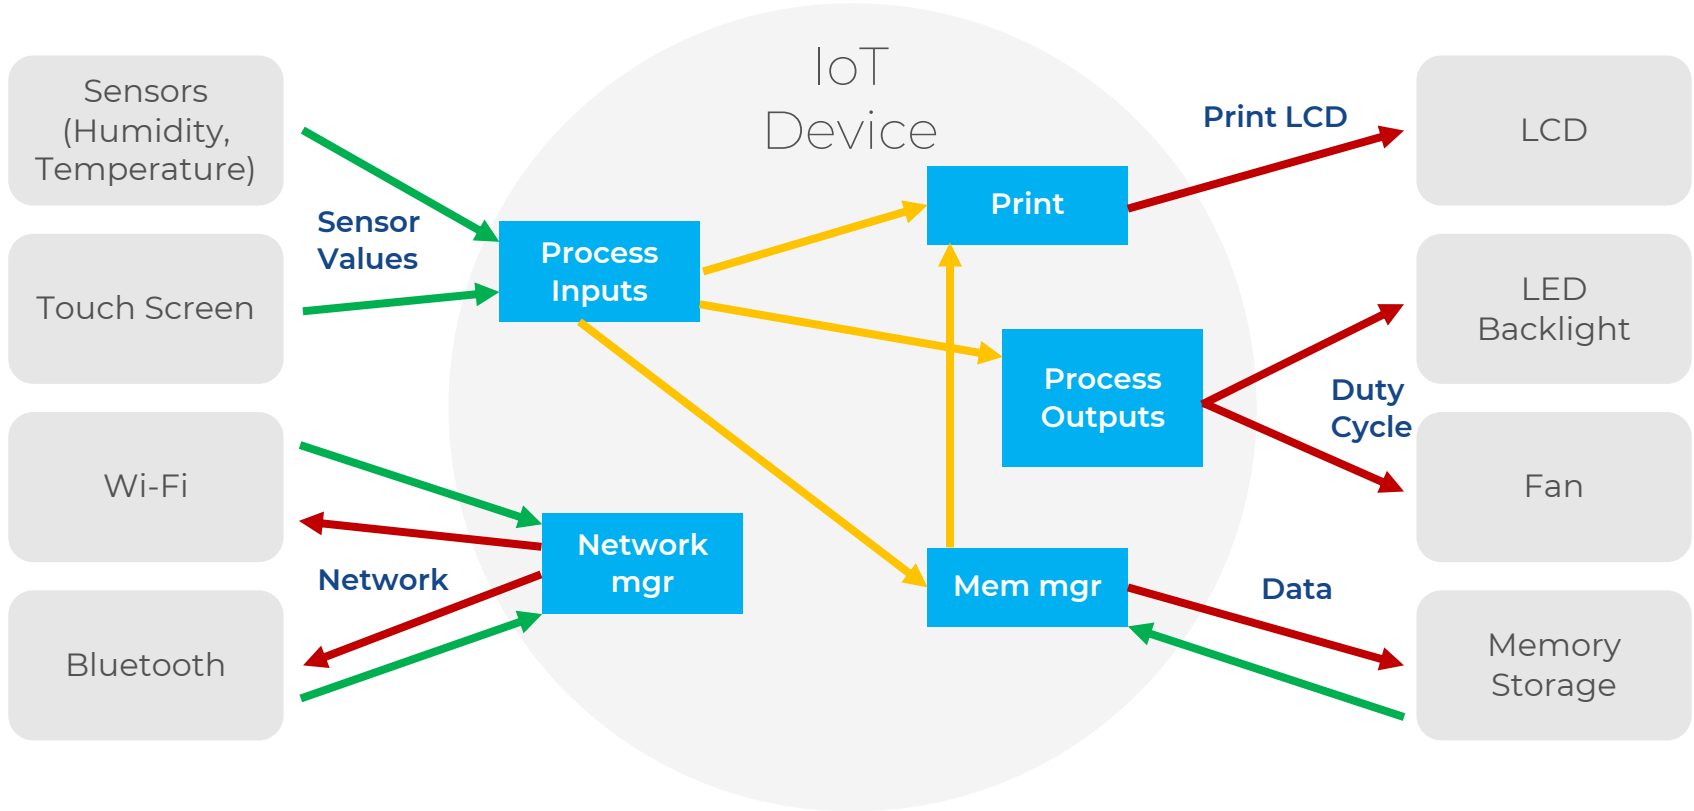 IoT
Device
Sensors
(Humidity,
Temperature)
Touch Screen
Wi-Fi
Bluetooth
Sensor
Values
Network
Process
Inputs
Network
mgr
Print
Process
Outputs
Mem mgr
Print LCD
Duty
Cycle
Data
LCD
LED
Backlight
Fan
Memory
Storage